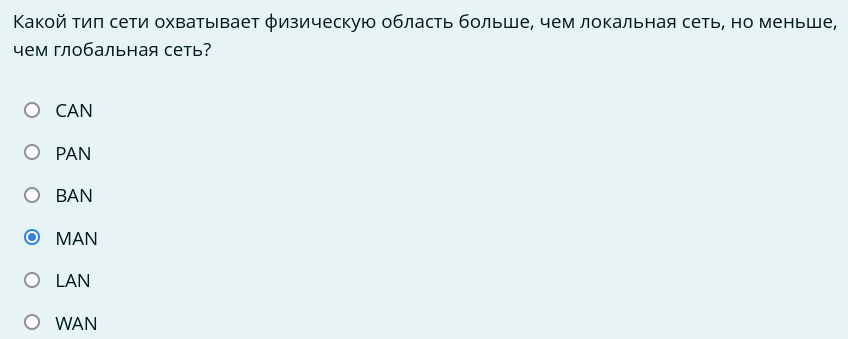 Какой тип сети охватывает физическую область больше, чем локальная сеть, но меньше,
чем глобальная сеть?
CAN
PAN
BAN
MAN
LAN
WAN